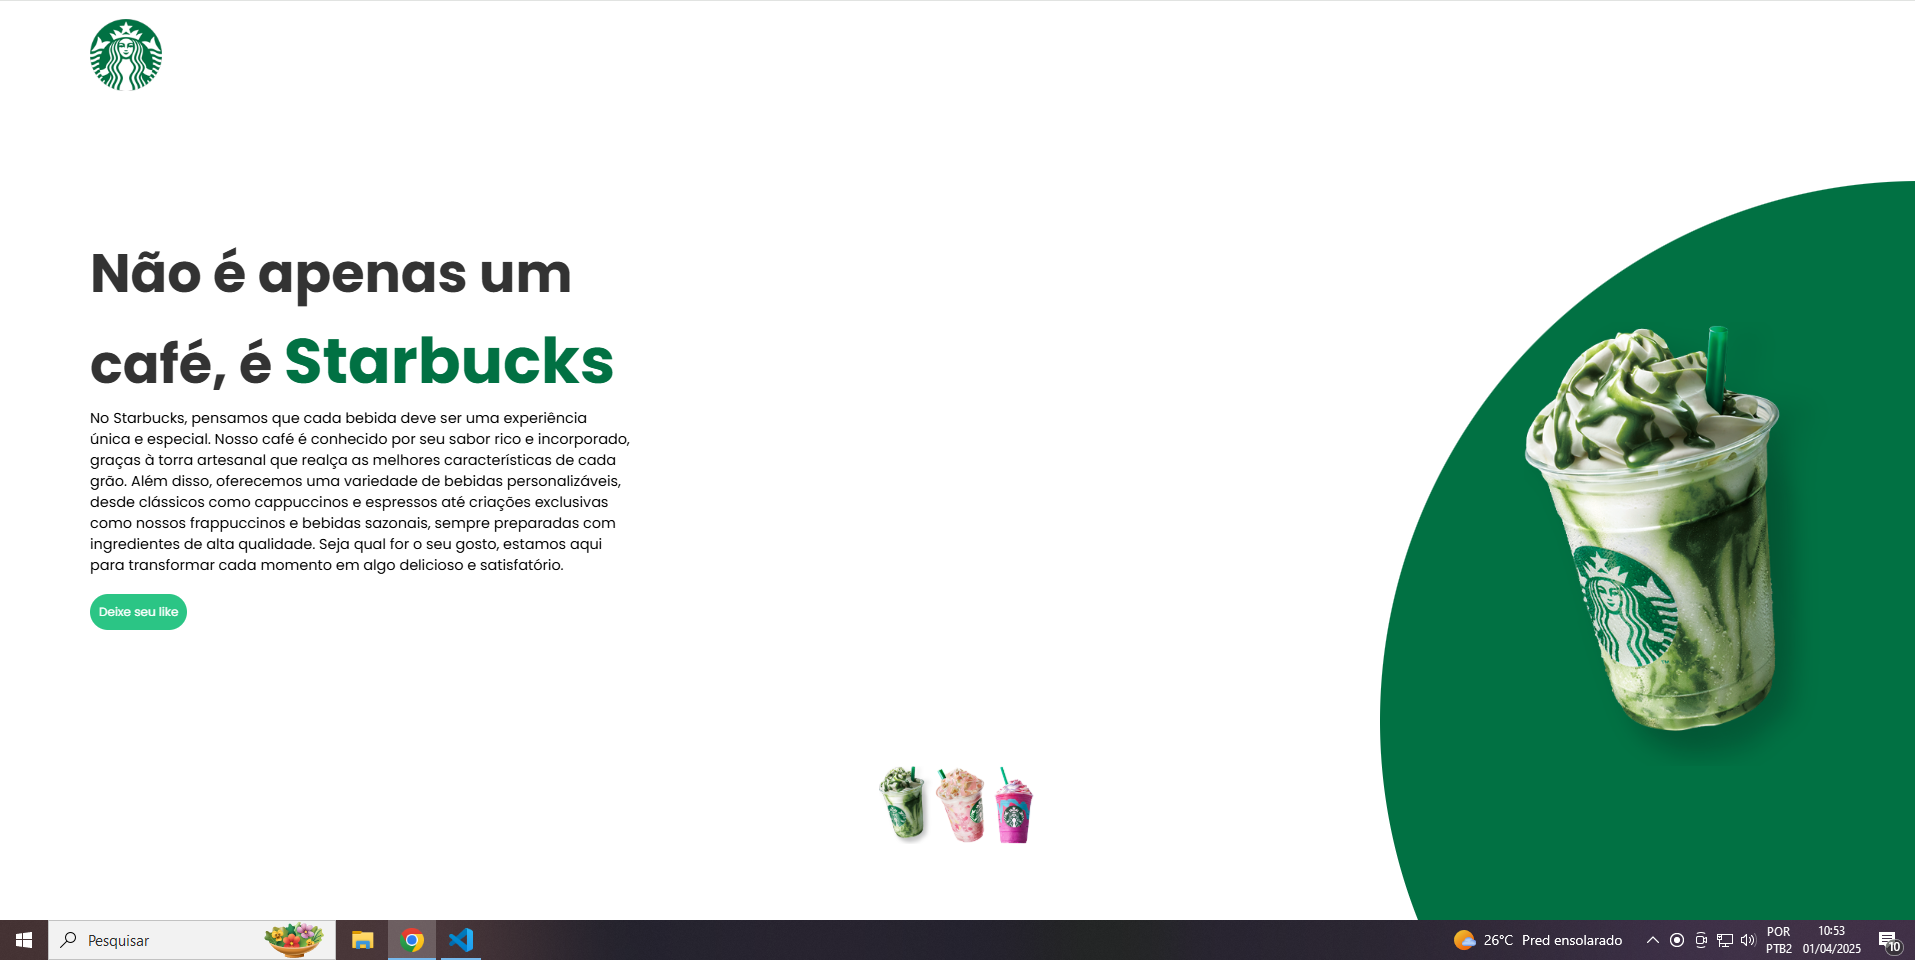 Não é apenas um
café, é Starbucks
No Starbucks, pensamos que cada bebida deve ser uma experiência
única e especial. Nosso café é conhecido por seu sabor rico e incorporado,
graças à torra artesanal que realça as melhores características de cada
grão. Além disso, oferecemos uma variedade de bebidas personalizáveis,
desde clássicos como cappuccinos e espressos até criações exclusivas
como nossos frappuccinos e bebidas sazonais, sempre preparadas com
ingredientes de alta qualidade. Seja qual for o seu gosto, estamos aqui
para transformar cada momento em algo delicioso e satisfatório.
Deixe seu like
Pesquisar
26°C Pred ensolarado
POR
PTB2
10:53
01/04/2025
10